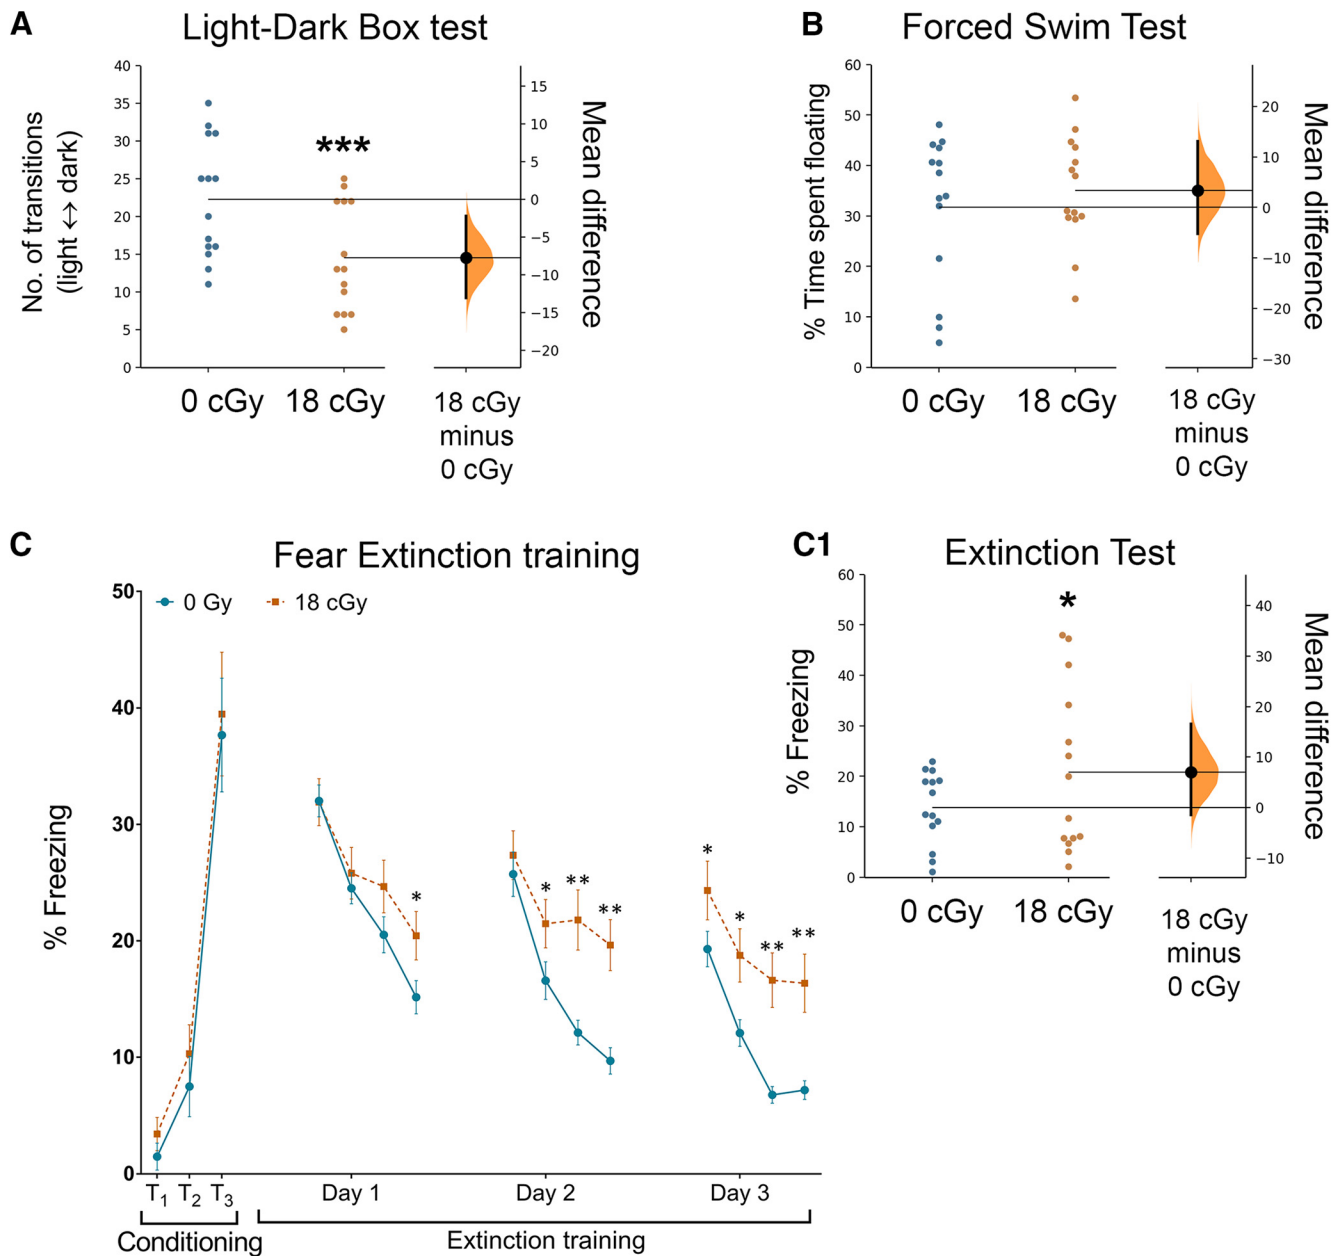 A
Light-Dark Box test
No. of transitions
(light ↔ dark)
40
35
30
25
20
15
10
5
0
***
15
10
5
0
−5
−10
−15
−20
Mean difference
0 cGy
18 cGy
18 cGy
minus
0 cGy
B
Forced Swim Test
% Time spent floating
60
50
40
30
20
10
0
20
10
0
−10
−20
−30
Mean difference
0 cGy
18 cGy
18 cGy
minus
0 cGy
C
Fear Extinction training
0 Gy
18 cGy
% Freezing
50
40
30
20
10
0
*
*
**
**
*
*
**
**
T1
T2
T3
Day 1
Day 2
Day 3
Conditioning
Extinction training
C1
Extinction Test
% Freezing
60
50
40
30
20
10
0
*
40
30
20
10
0
−10
Mean difference
0 cGy
18 cGy
18 cGy
minus
0 cGy